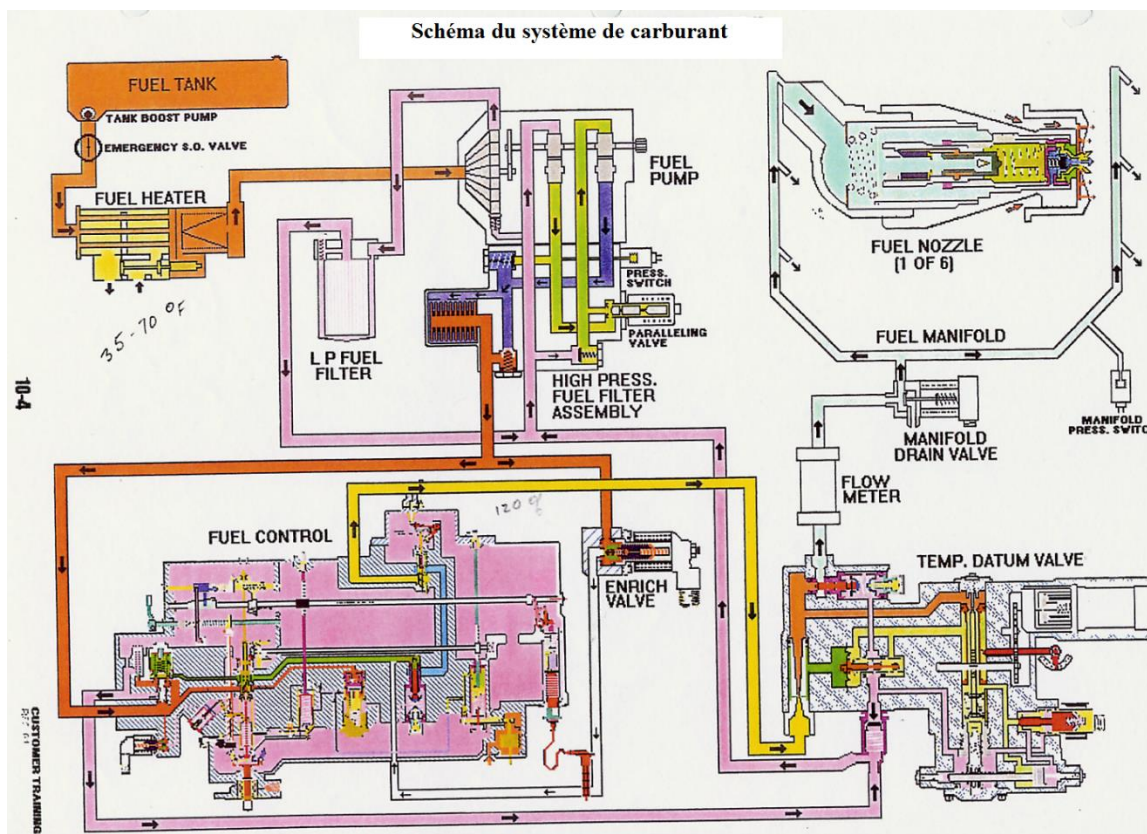 Schéma du système de carburant
FUEL TANK
TANK BOOST PUMP
EMERGENCY S.O. VALVE
FUEL HEATER
35-70 °F
L P FUEL
FILTER
FUEL
PUMP
PRESS.
SWITCH
PARALLELING
VALVE
HIGH PRESS.
FUEL FILTER
ASSEMBLY
FUEL NOZZLE
(1 OF 6)
FUEL MANIFOLD
MANIFOLD
PRESS. SWITC
MANIFOLD
DRAIN VALVE
FLOW
METER
10-4
FUEL CONTROL
120
ENRICH
VALVE
TEMP. DATUM VALVE
CUSTOMER TRAINING